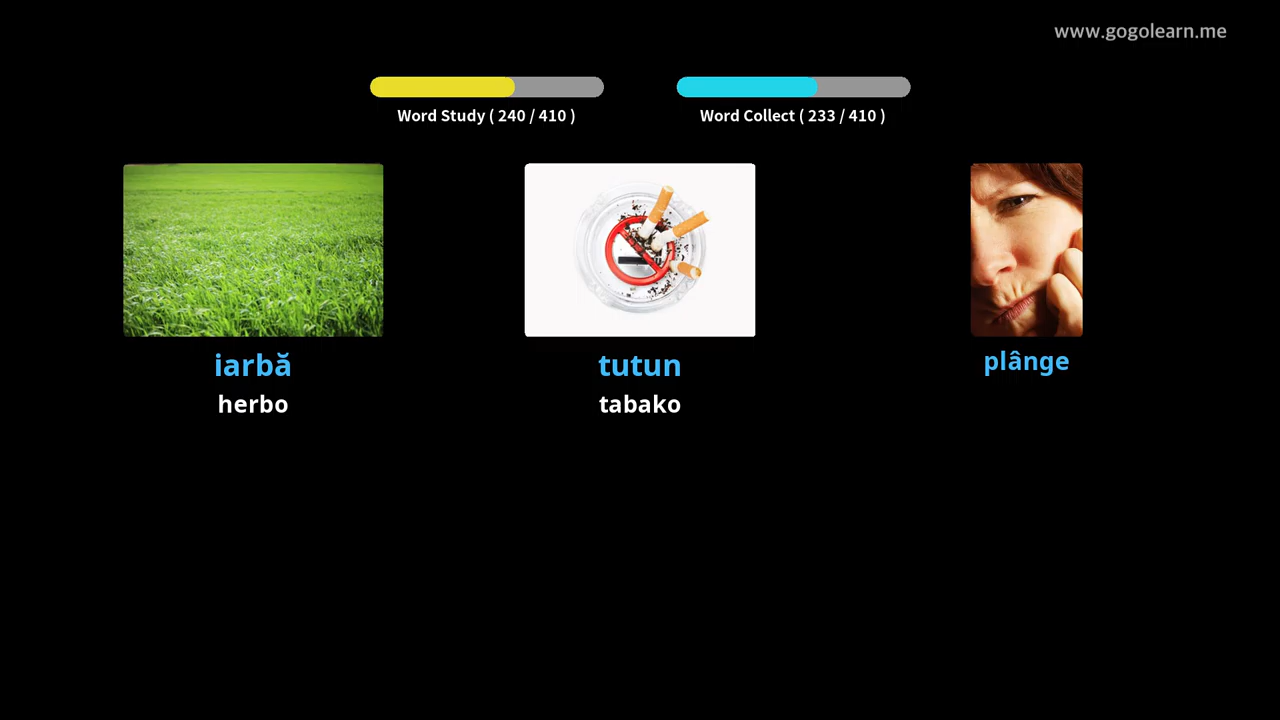 www.gogolearn.me
Word Study ( 240 / 410 )
Word Collect ( 233 / 410 )
iarbă
herbo
tutun
tabako
plânge